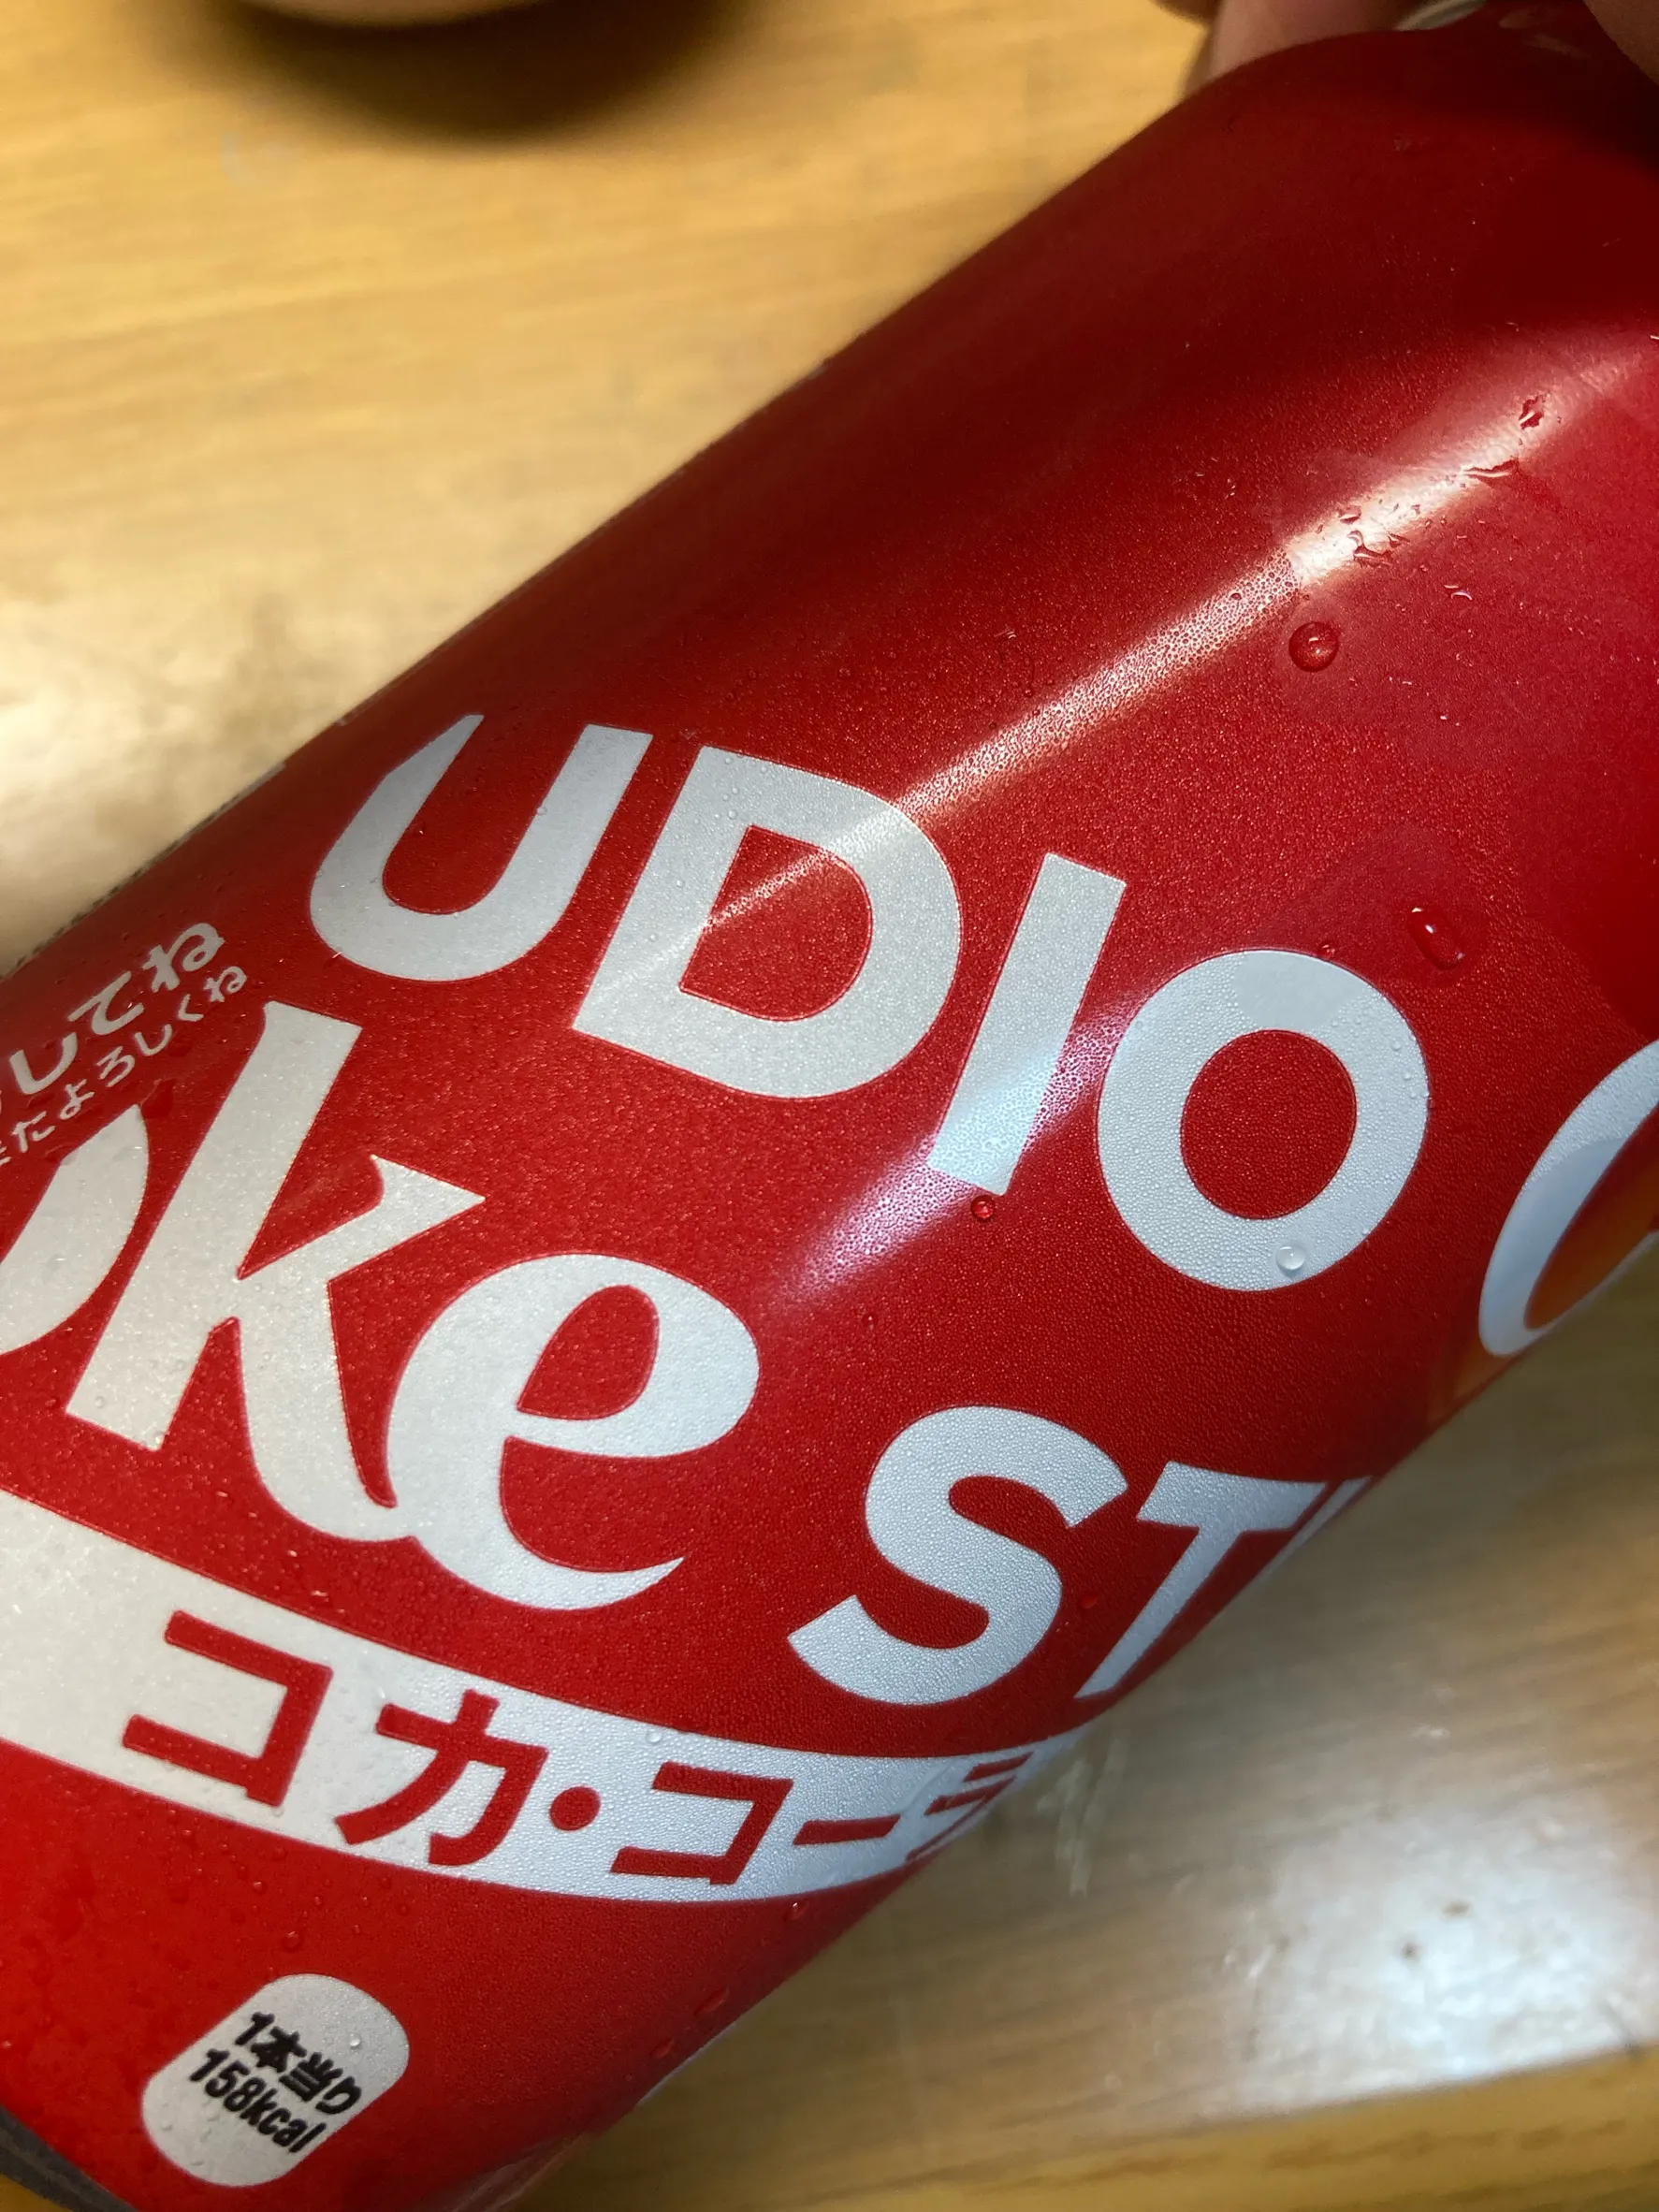 UDIO
してね
たよろしくね
oke ST
コカ・コー
1本当り
158kcal